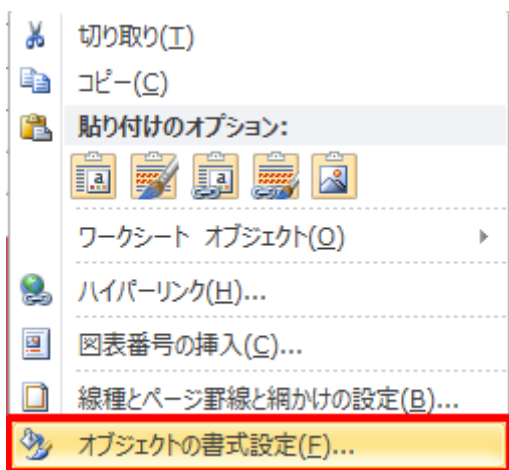 切り取り(T)
コピー(C)
貼り付けのオプション:
ワークシート オブジェクト(O)
ハイパーリンク(H)...
図表番号の挿入(C)...
線種とページ罫線と網かけの設定(B)...
オブジェクトの書式設定(F)...